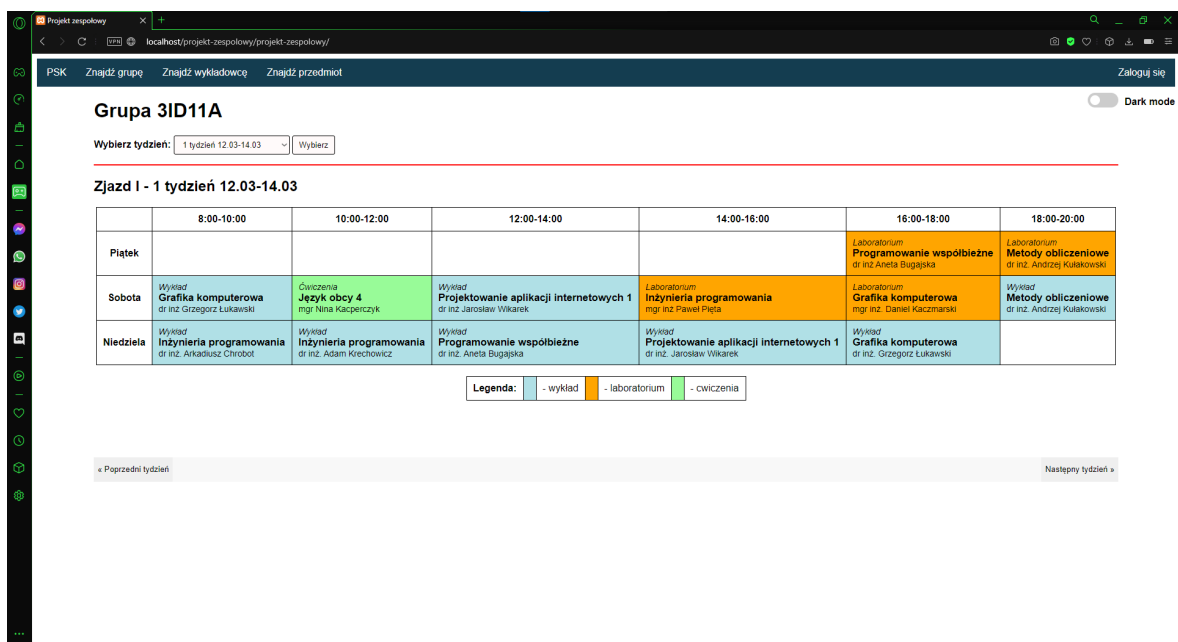 Projekt zespolowy
VPN localhost/projekt-zespolowy/projekt-zespolowy/
PSK Znajdź grupę Znajdź wykładowcę Znajdź przedmiot Zaloguj się
Dark mode
Grupa 3ID11A
Wybierz tydzień: 1 tydzień 12.03-14.03 Wybierz
Zjazd I - 1 tydzień 12.03-14.03
8:00-10:00 10:00-12:00 12:00-14:00 14:00-16:00 16:00-18:00 18:00-20:00
Piątek
Laboratorium
Programowanie współbieżne
dr inż Aneta Bugajska
Laboratorium
Metody obliczeniowe
dr inż. Andrzej Kułakowski
Sobota
Wykład
Grafika komputerowa
dr inż Grzegorz Łukawski
Ćwiczenia
Język obcy 4
mgr Nina Kacperczyk
Wykład
Projektowanie aplikacji internetowych 1
dr inż Jarosław Wikarek
Laboratorium
Inżynieria programowania
mgr inż Paweł Pięta
Laboratorium
Grafika komputerowa
mgr inż. Daniel Kaczmarski
Wykład
Metody obliczeniowe
dr inż. Andrzej Kułakowski
Niedziela
Wykład
Inżynieria programowania
dr inż. Arkadiusz Chrobot
Wykład
Inżynieria programowania
dr inż. Adam Krechowicz
Wykład
Programowanie współbieżne
dr inż. Aneta Bugajska
Wykład
Projektowanie aplikacji internetowych 1
dr inż. Jarosław Wikarek
Wykład
Grafika komputerowa
dr inż. Grzegorz Łukawski
Legenda: - wykład - laboratorium - cwiczenia
« Poprzedni tydzień Następny tydzień »